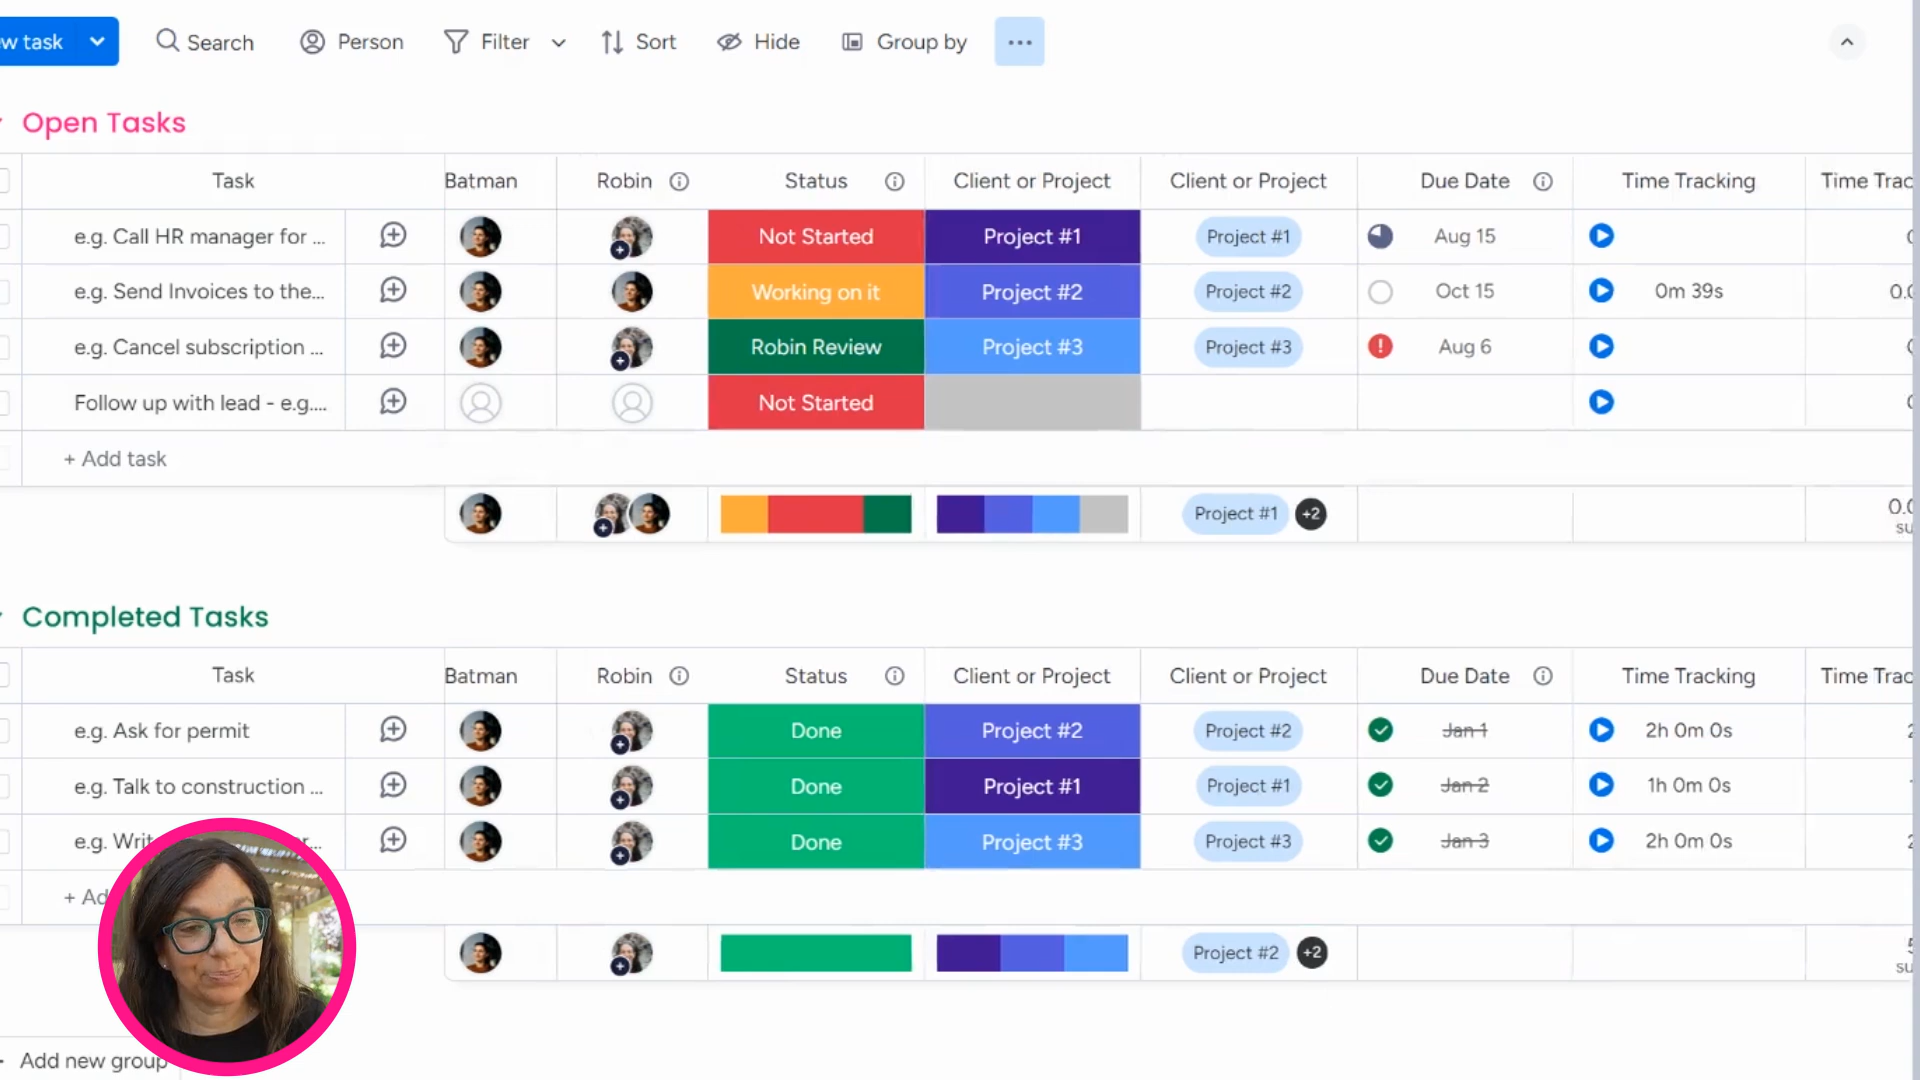 w task Search Person Filter Sort Hide Group by
Open Tasks
Task Batman Robin Status Client or Project Client or Project Due Date Time Tracking Time Trac
e.g. Call HR manager for ... Not Started Project #1 Project #1 Aug 15
e.g. Send Invoices to the... Working on it Project #2 Project #2 Oct 15 0m 39s
e.g. Cancel subscription ... Robin Review Project #3 Project #3 Aug 6
Follow up with lead - e.g.... Not Started
+ Add task
Project #1 +2
Completed Tasks
Task Batman Robin Status Client or Project Client or Project Due Date Time Tracking Time Trac
e.g. Ask for permit Done Project #2 Project #2 Jan 1 2h 0m 0s
e.g. Talk to construction ... Done Project #1 Project #1 Jan 2 1h 0m 0s
e.g. Done Project #3 Project #3 Jan 3 2h 0m 0s
+
Project #2 +2
Add new group